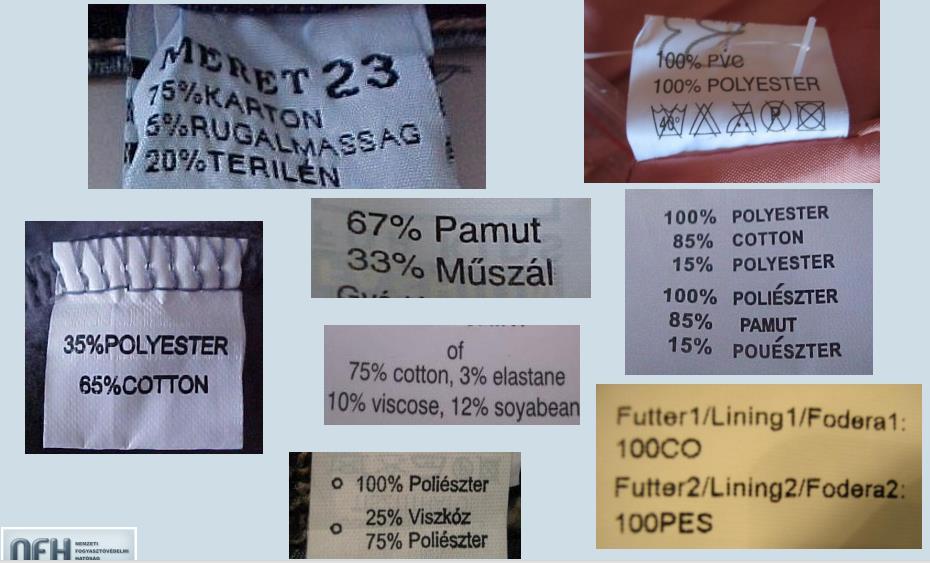 MERET 23
75%KARTON
5%RUGALMASSAG
20%TERILÉN
100% PVC
100% POLYESTER
40°
P
35%POLYESTER
65%COTTON
67% Pamut
33% Műszál
100% POLYESTER
85% COTTON
15% POLYESTER
100% POLIÉSZTER
85% PAMUT
15% POUÉSZTER
of
75% cotton, 3% elastane
10% viscose, 12% soyabean
100% Poliészter
25% Viszkóz
75% Poliészter
Futter1/Lining1/Fodera1:
100CO
Futter2/Lining2/Fodera2:
100PES
NFH
NEMZETI
FOGYASZTÓVÉDELMI
HATÓSÁG